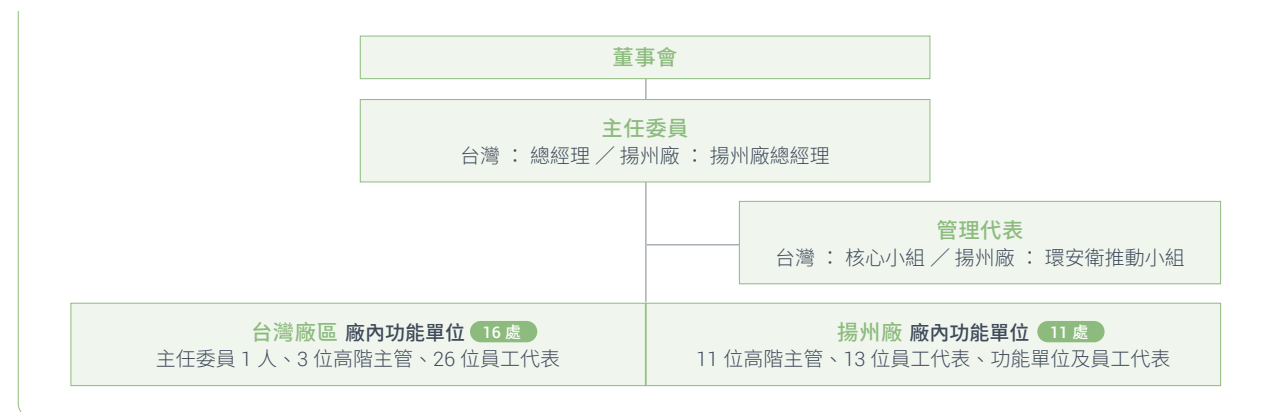 董事會
主任委員
台灣 ： 總經理 ／ 揚州廠 ： 揚州廠總經理
管理代表
台灣 ： 核心小組 ／ 揚州廠 ： 環安衛推動小組
台灣廠區 廠內功能單位 16 處
主任委員 1 人、3 位高階主管、26 位員工代表
揚州廠 廠內功能單位 11 處
11 位高階主管、13 位員工代表、功能單位及員工代表